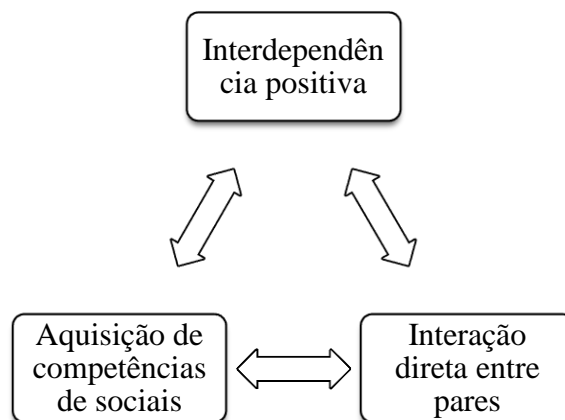 Interdependên
cia positiva
Aquisição de
competências
de sociais
Interação
direta entre
pares